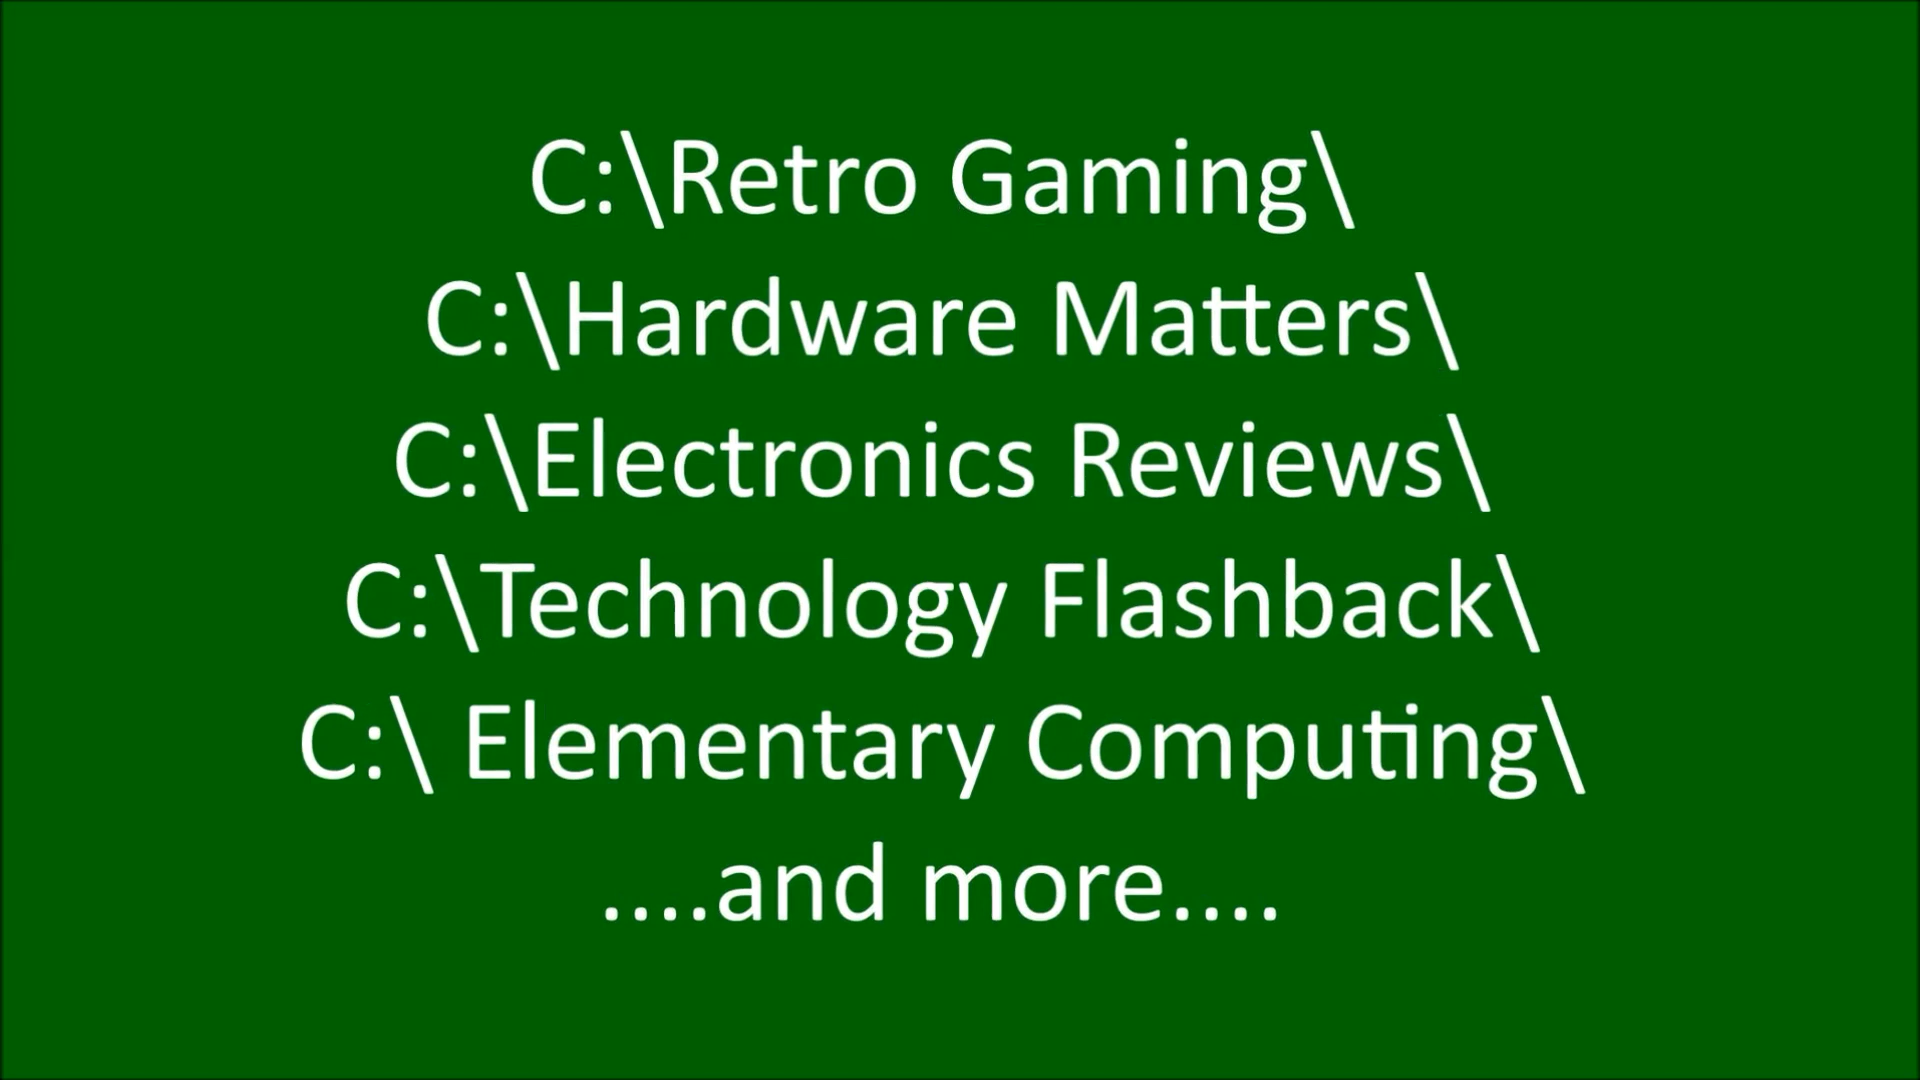 C:\Retro Gaming\
C:\Hardware Matters\
C:\Electronics Reviews\
C:\Technology Flashback\
C:\ Elementary Computing\
....and more....